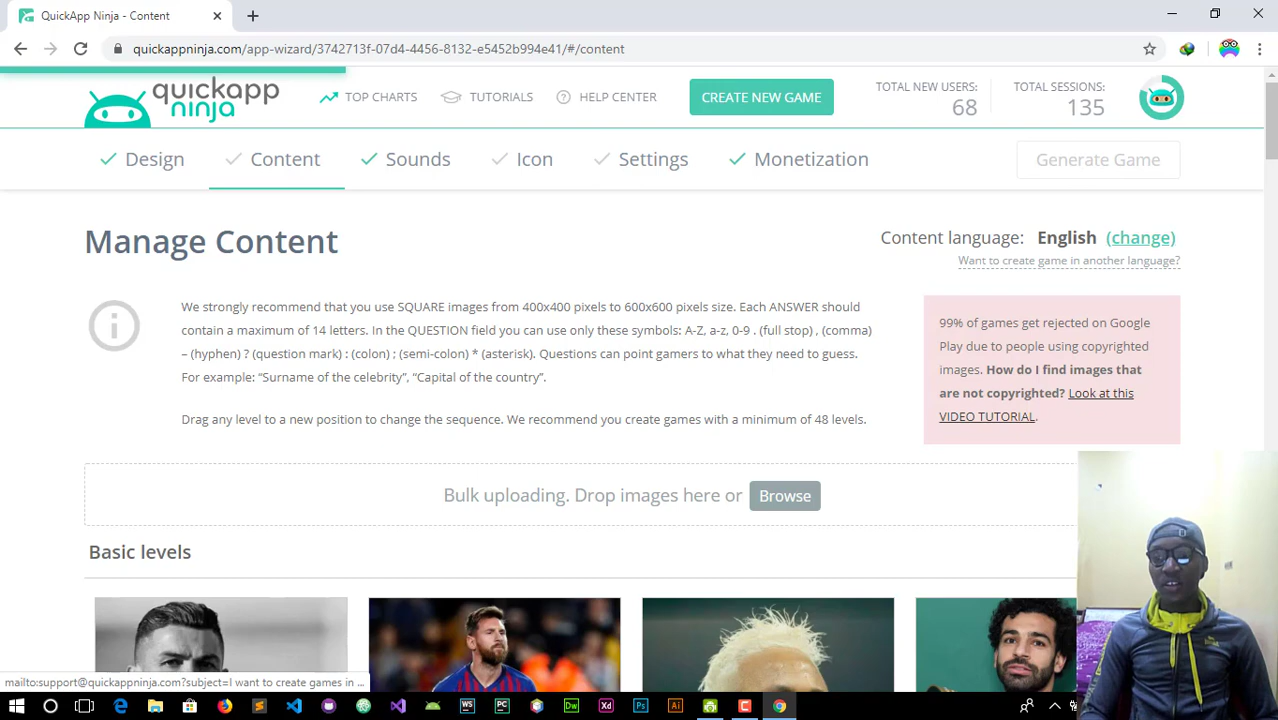 QuickApp Ninja - Content
quickappninja.com/app-wizard/3742713f-07d4-4456-8132-e5452b994e41/#/content
quickapp
ninja
TOP CHARTS
TUTORIALS
HELP CENTER
CREATE NEW GAME
TOTAL NEW USERS:
68
TOTAL SESSIONS:
135
Design
Content
Sounds
Icon
Settings
Monetization
Generate Game
Manage Content
Content language: English (change)
Want to create game in another language?
We strongly recommend that you use SQUARE images from 400x400 pixels to 600x600 pixels size. Each ANSWER should
contain a maximum of 14 letters. In the QUESTION field you can use only these symbols: A-Z, a-z, 0-9 . (full stop) , (comma)
– (hyphen) ? (question mark) : (colon) ; (semi-colon) * (asterisk). Questions can point gamers to what they need to guess.
For example: “Surname of the celebrity”, “Capital of the country”.
Drag any level to a new position to change the sequence. We recommend you create games with a minimum of 48 levels.
99% of games get rejected on Google
Play due to people using copyrighted
images. How do I find images that
are not copyrighted? Look at this
VIDEO TUTORIAL.
Bulk uploading. Drop images here or Browse
Basic levels
mailto:support@quickappninja.com?subject=I want to create games in ...
WS
PC
Dw
Xd
Ps
Ai